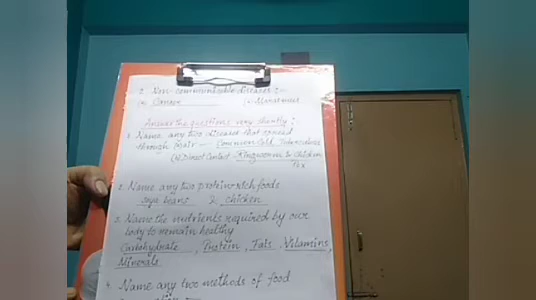 2. Non-communicable diseases :-
(a) Cancer
Answer the questions very shortly :
1. Name any two diseases that spread
through (a) air — Common Cold, Tuberculosis
(b) Direct Contact Ringworm & Chicken
Pox
2. Name any two protein rich foods
soya beans & chicken
3. Name the nutrients required by our
body to remain healthy
Carbohydrate, Protein, Fats, Vitamins,
Minerals
4. Name any two methods of food